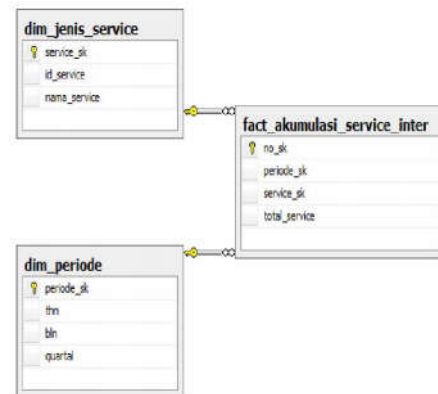 dim_jenis_service
service_sk
id_service
nama_service
fact_akumulasi_service_inter
no_sk
periode_sk
service_sk
total_service
dim_periode
periode_sk
thn
bln
quartal